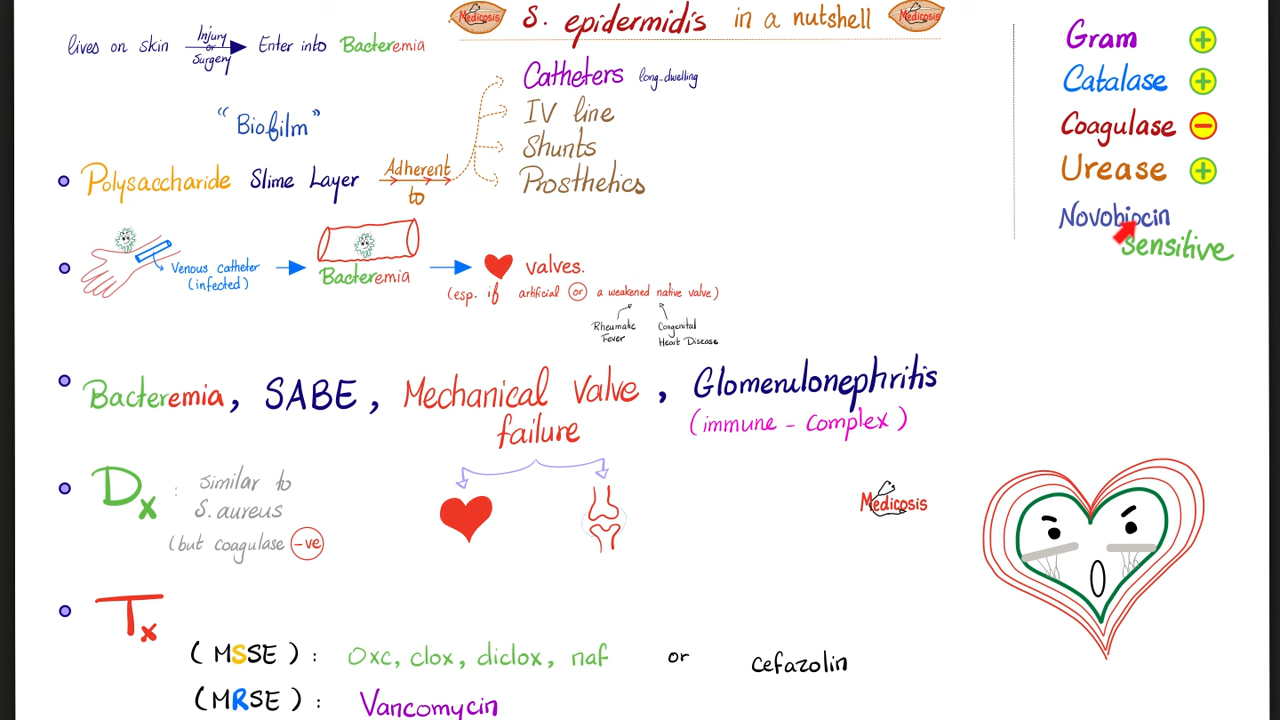 Medicosis S. epidermidis in a nutshell Medicosis
lives on skin Injury or Surgery Enter into Bacteremia
"Biofilm"
Polysaccharide Slime Layer Adherent to
Catheters long-dwelling
IV line
Shunts
Prosthetics
Gram +
Catalase +
Coagulase −
Urease +
Novobiocin
Sensitive
Venous catheter
(infected)
Bacteremia
valves.
(esp. if artificial or a weakened native valve)
Rheumatic
Fever
Congenital
Heart Disease
Bacteremia, SABE, Mechanical Valve failure, Glomerulonephritis
(immune - complex)
Dx : similar to
S. aureus
(but coagulase -ve)
Medicosis
Tx
(MSSE) : Oxc, clox, diclox, naf or cefazolin
(MRSE) : Vancomycin